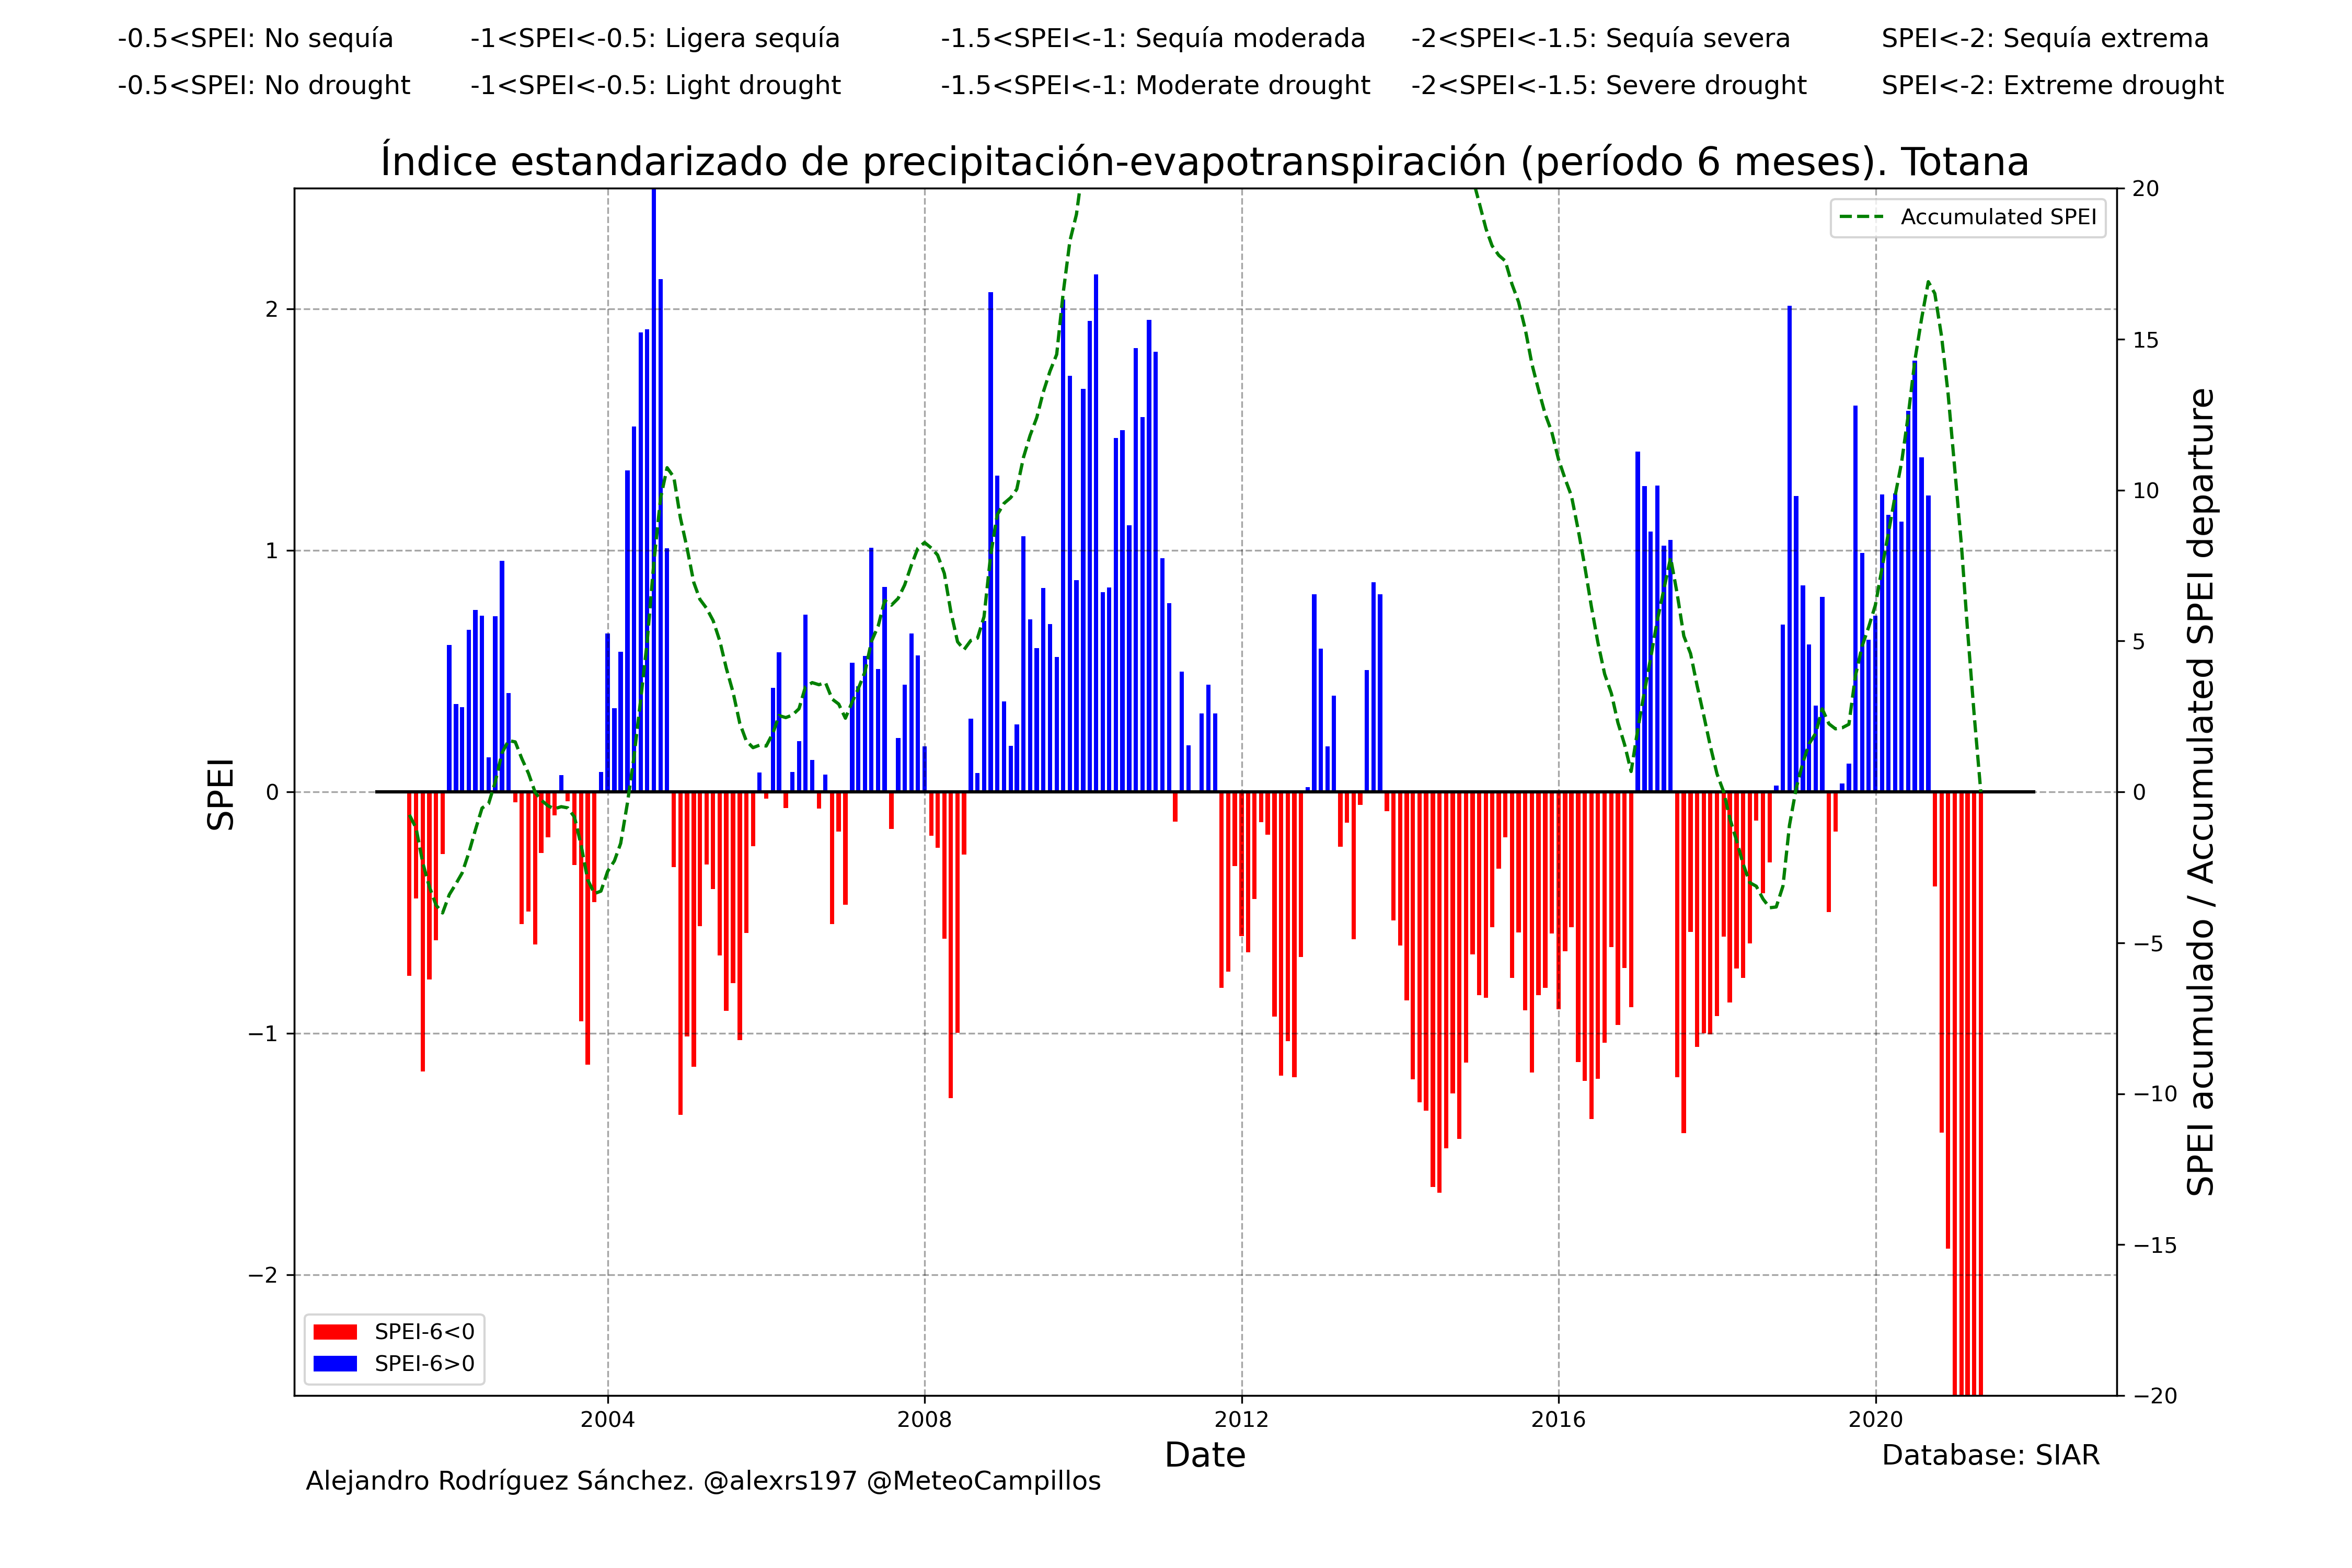 -0.5<SPEI: No sequía -1<SPEI<-0.5: Ligera sequía -1.5<SPEI<-1: Sequía moderada -2<SPEI<-1.5: Sequía severa SPEI<-2: Sequía extrema
-0.5<SPEI: No drought -1<SPEI<-0.5: Light drought -1.5<SPEI<-1: Moderate drought -2<SPEI<-1.5: Severe drought SPEI<-2: Extreme drought
Índice estandarizado de precipitación-evapotranspiración (período 6 meses). Totana
Accumulated SPEI
SPEI
2
1
0
−1
−2
20
15
10
5
0
−5
−10
−15
−20
SPEI acumulado / Accumulated SPEI departure
SPEI-6<0
SPEI-6>0
2004 2008 2012 2016 2020
Date
Database: SIAR
Alejandro Rodríguez Sánchez. @alexrs197 @MeteoCampillos